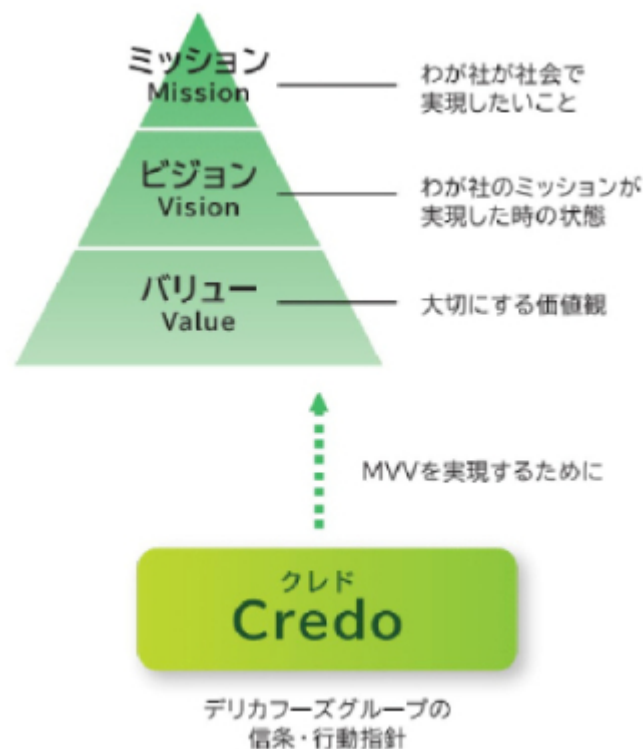 ミッション
Mission
わが社が社会で
実現したいこと
ビジョン
Vision
わが社のミッションが
実現した時の状態
バリュー
Value
大切にする価値観
MVVを実現するために
クレド
Credo
デリカフーズグループの
信条・行動指針